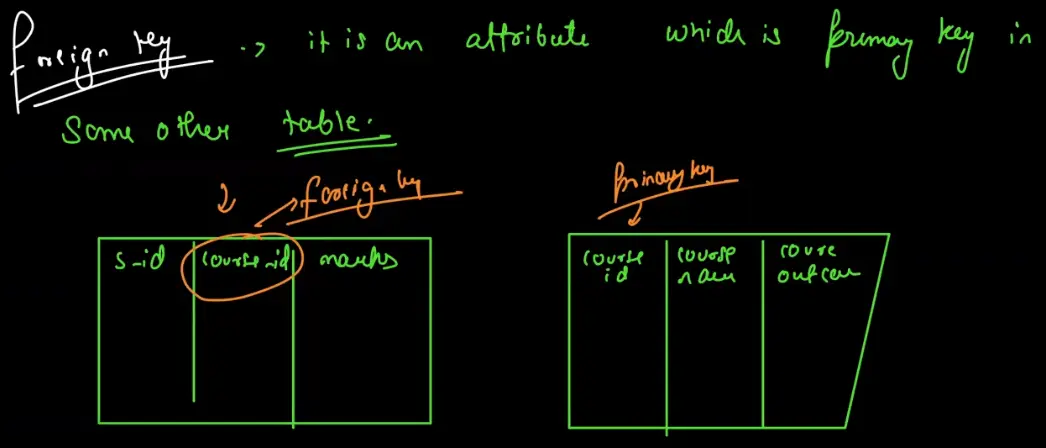 Foreign key -> it is an attribute which is primary key in
Some other table.
foreign key
Primary key
s-id course-id marks
course id course name course outcome